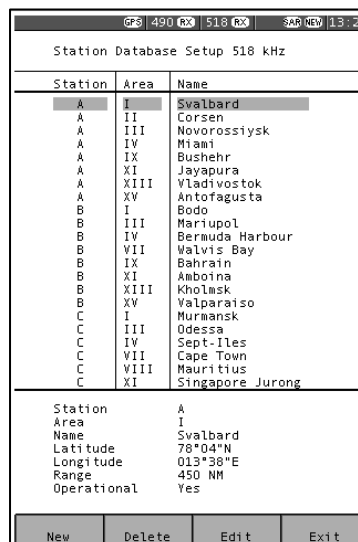 GPS 490 RX 518 RX SAR NEW 13:2
Station Database Setup 518 kHz
Station Area Name
A I Svalbard
A II Corsen
A III Novorossiysk
A IV Miami
A IX Bushehr
A XI Jayapura
A XIII Vladivostok
A XV Antofagusta
B I Bodo
B III Mariupol
B IV Bermuda Harbour
B VII Walvis Bay
B IX Bahrain
B XI Amboina
B XIII Kholmsk
B XV Valparaiso
C I Murmansk
C III Odessa
C IV Sept-Iles
C VII Cape Town
C VIII Mauritius
C XI Singapore Jurong
Station A
Area I
Name Svalbard
Latitude 78°04"N
Longitude 013°38"E
Range 450 NM
Operational Yes
New Delete Edit Exit